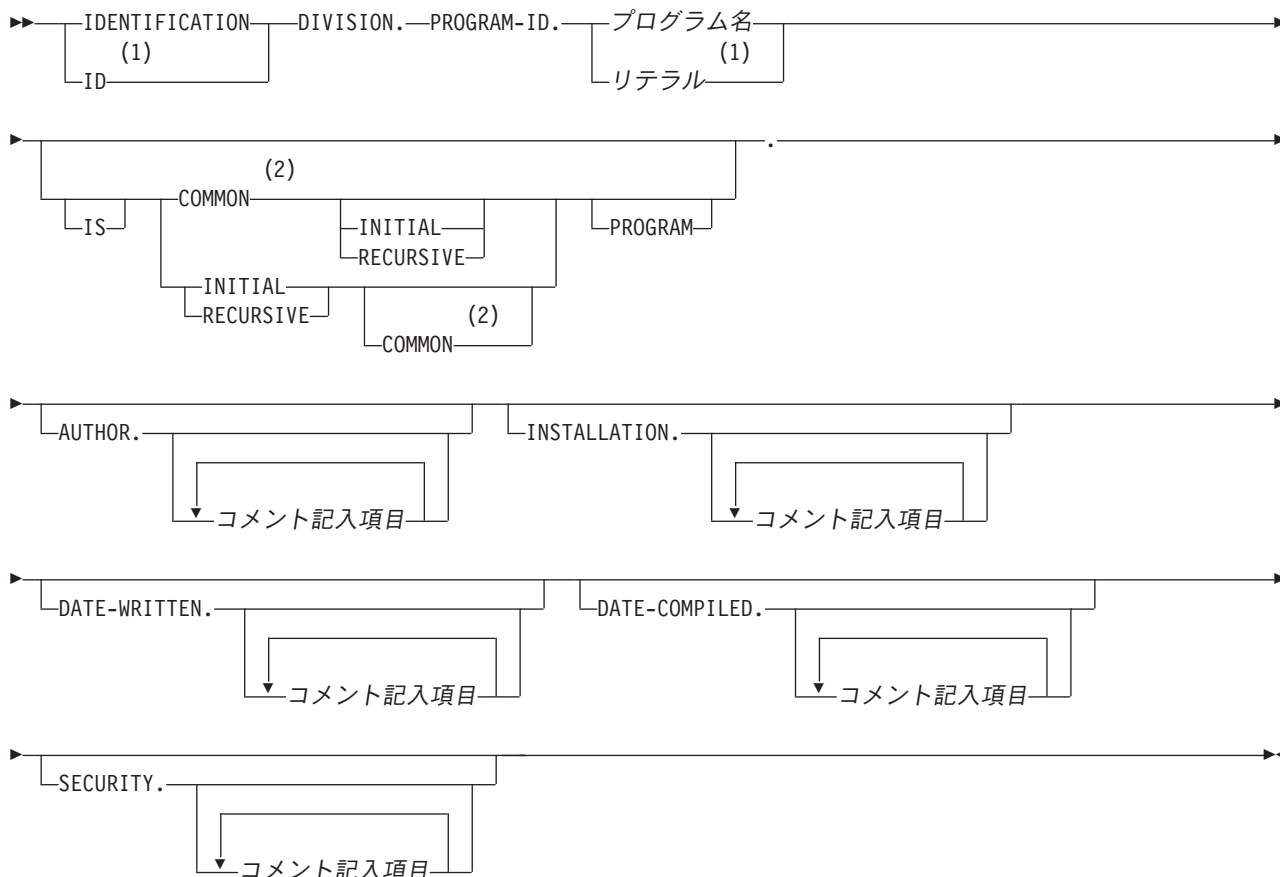 IDENTIFICATION DIVISION. PROGRAM-ID. プログラム名
(1) (1)
ID リテラル
.
(2)
COMMON
IS INITIAL PROGRAM
RECURSIVE
INITIAL
RECURSIVE (2)
COMMON
AUTHOR. INSTALLATION.
コメント記入項目 コメント記入項目
DATE-WRITTEN. DATE-COMPILED.
コメント記入項目 コメント記入項目
SECURITY.
コメント記入項目